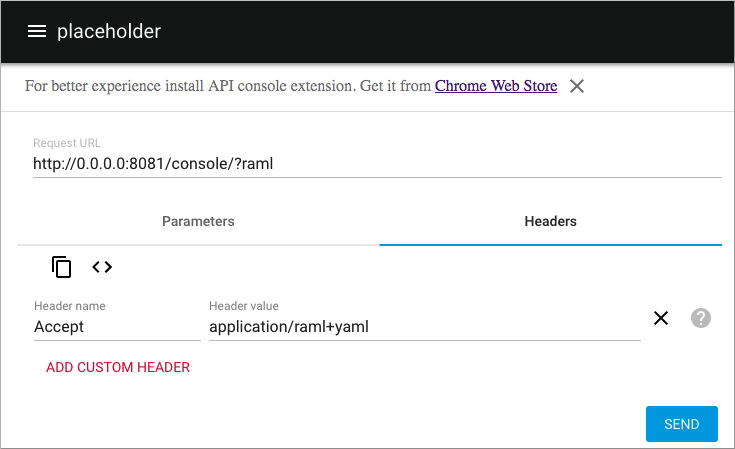 placeholder
For better experience install API console extension. Get it from Chrome Web Store
Request URL
http://0.0.0.0:8081/console/?raml
Parameters Headers
Header name Header value
Accept application/raml+yaml
ADD CUSTOM HEADER
SEND